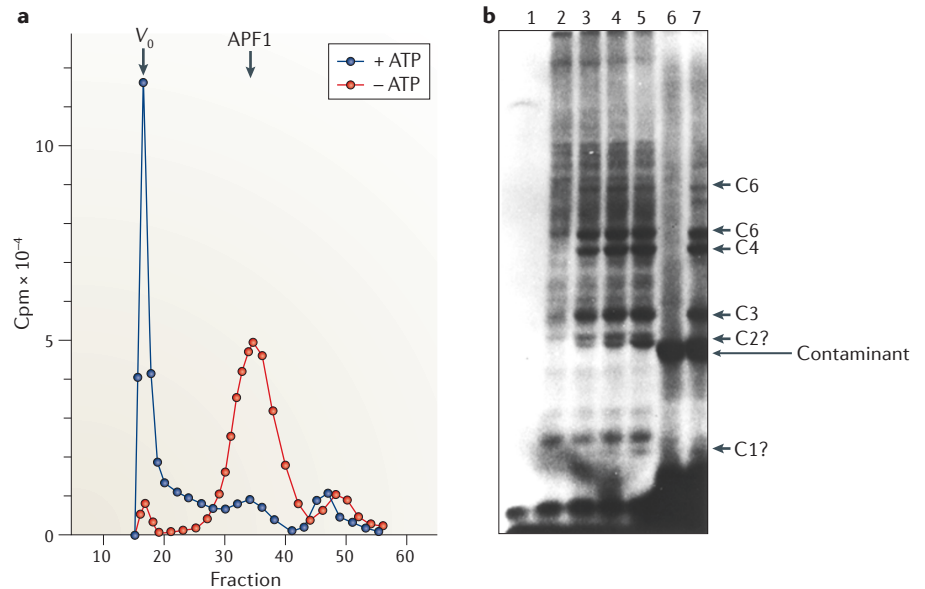 a
V₀
APF1
+ ATP
– ATP
10
5
0
Cpm × 10⁻⁴
10 20 30 40 50 60
Fraction
b
1 2 3 4 5 6 7
C6
C6
C4
C3
C2?
Contaminant
C1?